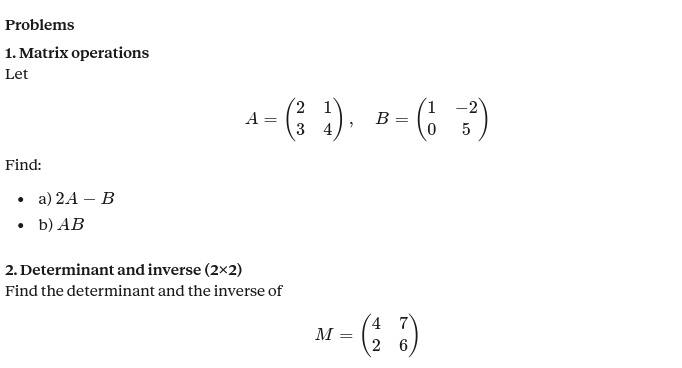 Problems
1. Matrix operations
Let
A = (2 1
3 4), B = (1 −2
0 5)
Find:
• a) 2A − B
• b) AB
2. Determinant and inverse (2×2)
Find the determinant and the inverse of
M = (4 7
2 6)